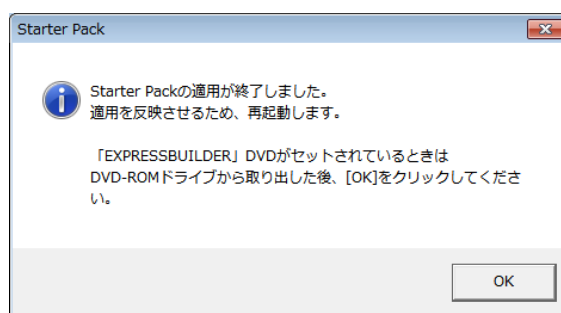 Starter Pack
Starter Packの適用が終了しました。
適用を反映させるため、再起動します。
「EXPRESSBUILDER」DVDがセットされているときは
DVD-ROMドライブから取り出した後、[OK]をクリックしてくださ
い。
OK